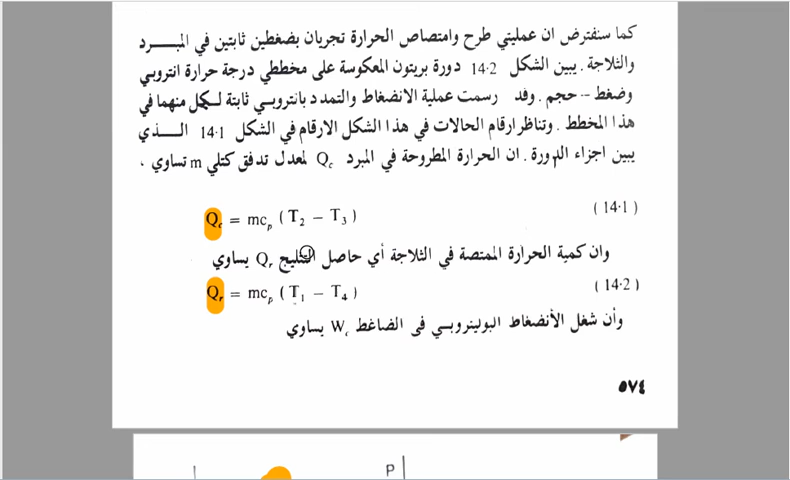 كما سنفترض ان عمليتي طرح وامتصاص الحرارة تجريان بضغطين ثابتين في المبـــرد
والثلاجة . يبين الشكل 14·2 دورة بريتون المعكوسة على مخططي درجة حرارة انتروبي
وضغط – حجم . وقد رسمت عملية الانضغاط والتمدد بانتروبي ثابتة لكل منهما في
هذا المخطط . وتناظر ارقام الحالات في هذا الشكل الارقام في الشكل 14·1 الـــذي
يبين اجزاء الدورة . ان الحرارة المطروحة في المبرد Qc لمعدل تدفق كتلي m تساوي ،
Qc = mcp ( T2 − T3 ) ( 14·1 )
وان كمية الحرارة الممتصة في الثلاجة أي حاصل التثليج Qr يساوي
Qr = mcp ( T1 − T4 ) ( 14·2 )
وأن شغل الأنضغاط البولينروبـي فى الضاغط Wc يساوي
٥٧٤
P